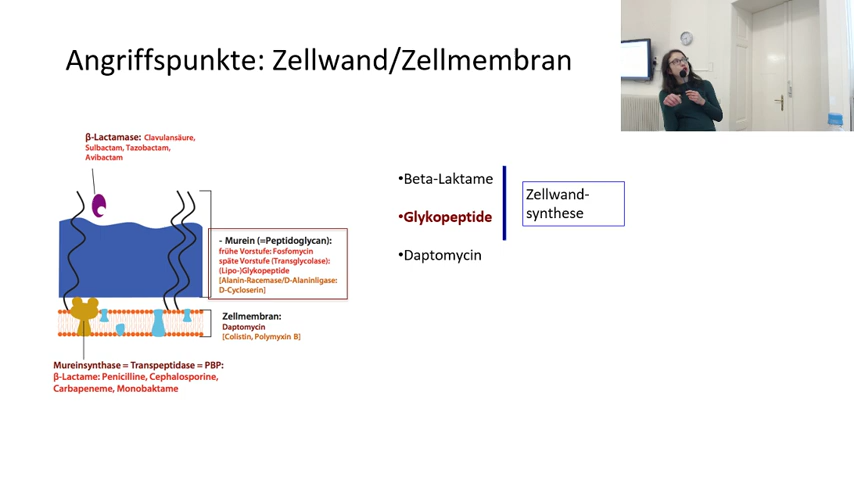 Angriffspunkte: Zellwand/Zellmembran
β-Lactamase: Clavulansäure,
Sulbactam, Tazobactam,
Avibactam
- Murein (=Peptidoglycan):
frühe Vorstufe: Fosfomycin
späte Vorstufe (Transglycolase):
(Lipo-)Glykopeptide
[Alanin-Racemase/D-Alaninligase:
D-Cycloserin]
Zellmembran:
Daptomycin
[Colistin, Polymyxin B]
Mureinsynthase = Transpeptidase = PBP:
β-Lactame: Penicilline, Cephalosporine,
Carbapeneme, Monobaktame
•Beta-Laktame
•Glykopeptide
•Daptomycin
Zellwand-
synthese